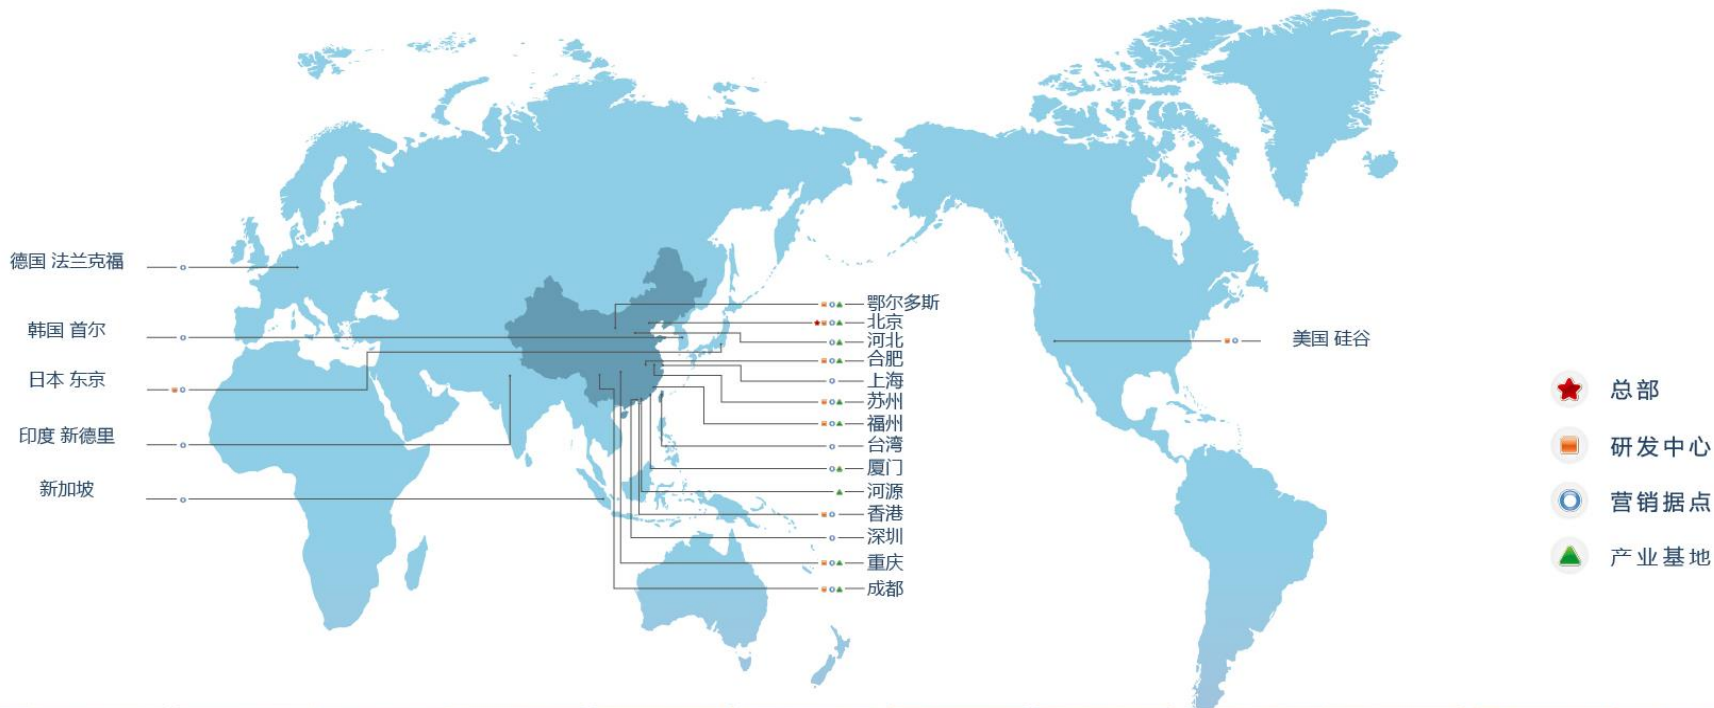 德国 法兰克福
韩国 首尔
日本 东京
印度 新德里
新加坡
鄂尔多斯
北京
河北
合肥
上海
苏州
福州
台湾
厦门
河源
香港
深圳
重庆
成都
美国 硅谷
总部
研发中心
营销据点
产业基地